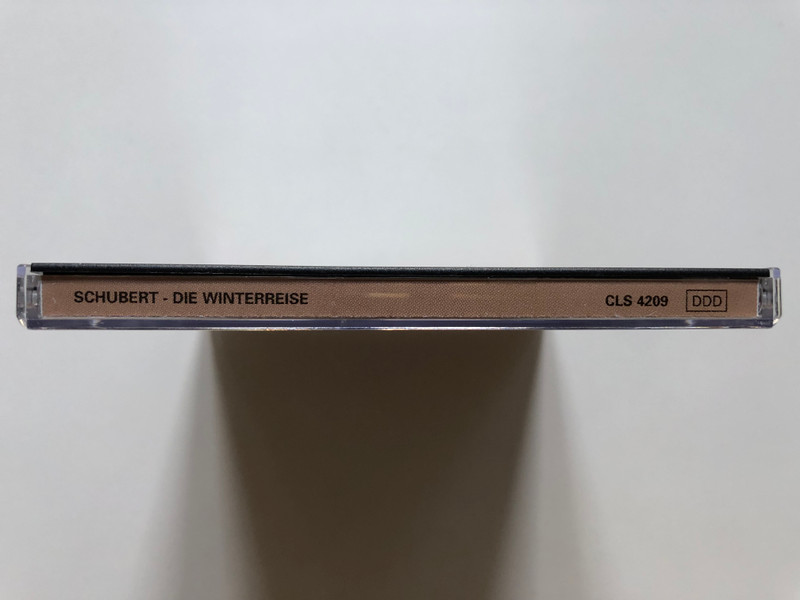 SCHUBERT - DIE WINTERREISE CLS 4209 DDD